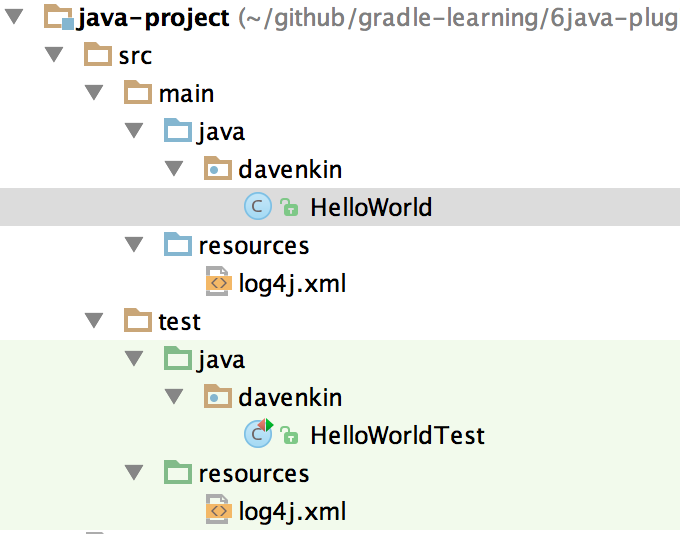 java-project (~/github/gradle-learning/6java-plug
src
main
java
davenkin
C HelloWorld
resources
<> log4j.xml
test
java
davenkin
C HelloWorldTest
resources
<> log4j.xml